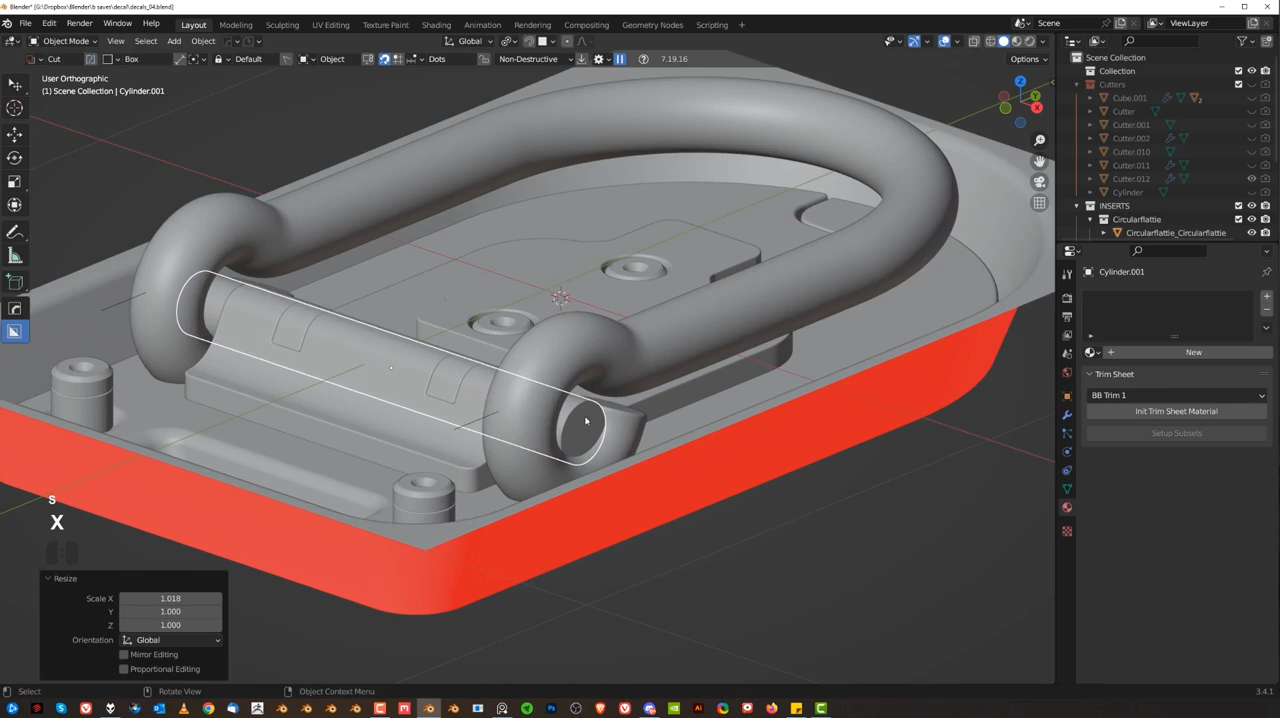 Blender* [G:\Dropbox\Blender\b saves\decal\decals_04.blend]
File Edit Render Window Help Layout Modeling Sculpting UV Editing Texture Paint Shading Animation Rendering Compositing Geometry Nodes Scripting + Scene ViewLayer
Object Mode View Select Add Object Global
Cut Box Default Object Dots Non-Destructive 7.19.16 Options
User Orthographic
(1) Scene Collection | Cylinder.001
Z
Y
X
Scene Collection
Collection
Cutters
Cube.001 2
Cutter
Cutter.001
Cutter.002
Cutter.010
Cutter.011
Cutter.012
Cylinder
INSERTS
Circularflattie
Circularflattie_Circularflattie
Cylinder.001
New
Trim Sheet
BB Trim 1
Init Trim Sheet Material
Setup Subsets
S
X
Resize
Scale X 1.018
Y 1.000
Z 1.000
Orientation Global
Mirror Editing
Proportional Editing
Select Rotate View Object Context Menu 3.4.1